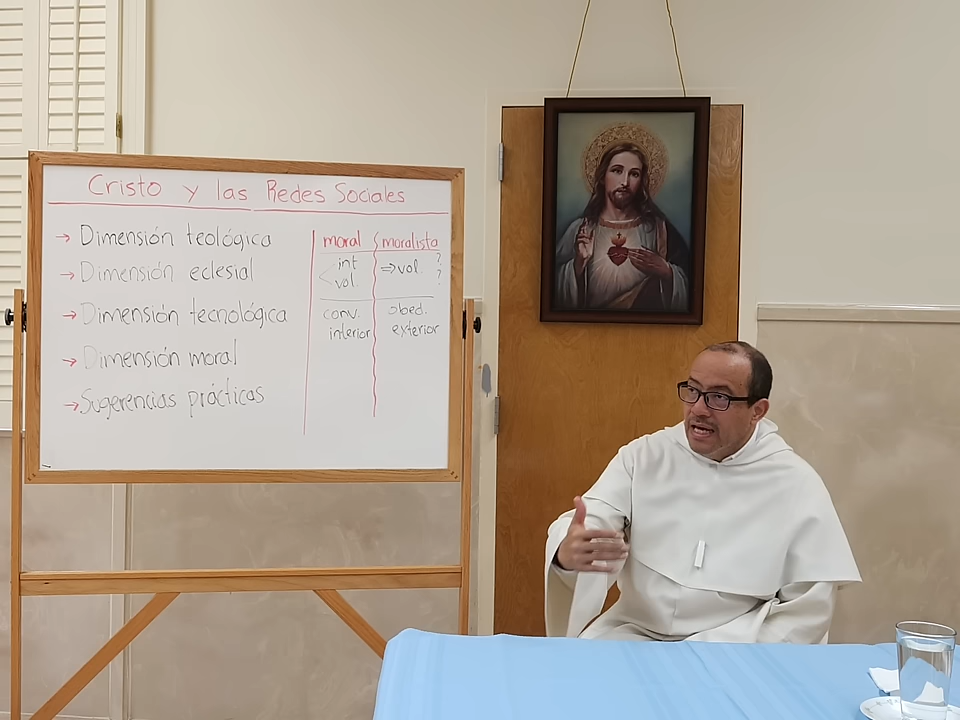 Cristo y las Redes Sociales
→ Dimensión teológica
→ Dimensión eclesial
→ Dimensión tecnológica
→ Dimensión moral
→ Sugerencias prácticas
moral moralista
< int ⇒ vol. ?
vol. ?
conv. obed.
interior exterior